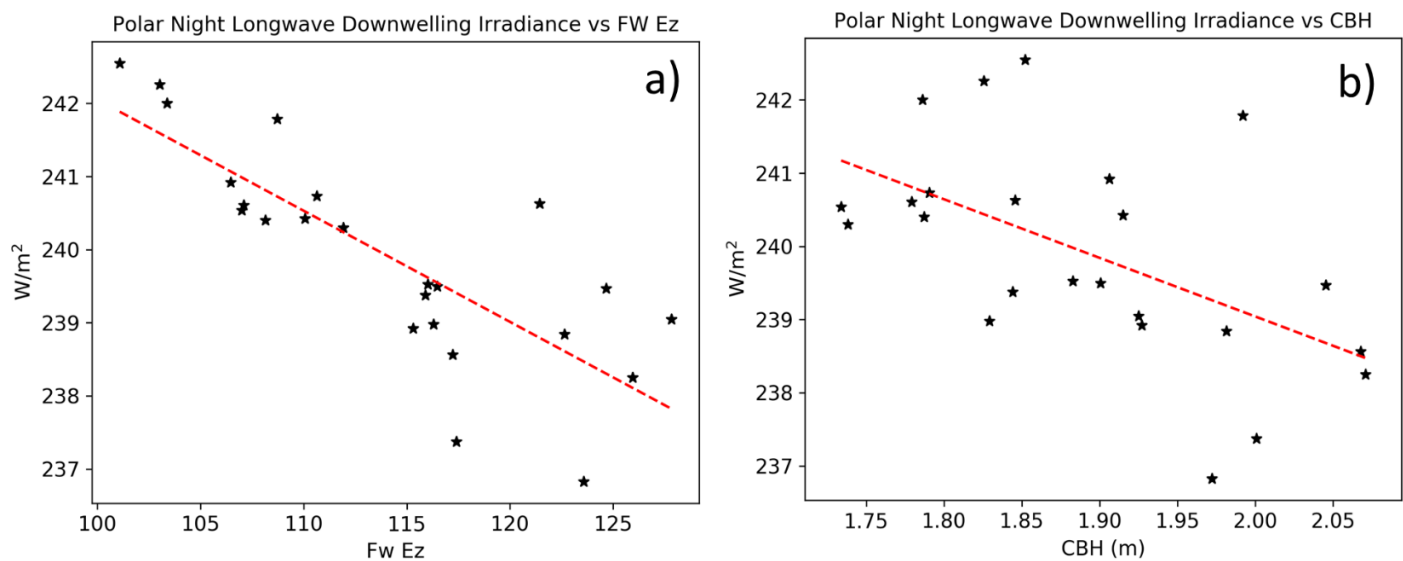 Polar Night Longwave Downwelling Irradiance vs FW Ez
a)
242
241
240
239
238
237
W/m²
100 105 110 115 120 125
Fw Ez
Polar Night Longwave Downwelling Irradiance vs CBH
b)
242
241
240
239
238
237
W/m²
1.75 1.80 1.85 1.90 1.95 2.00 2.05
CBH (m)